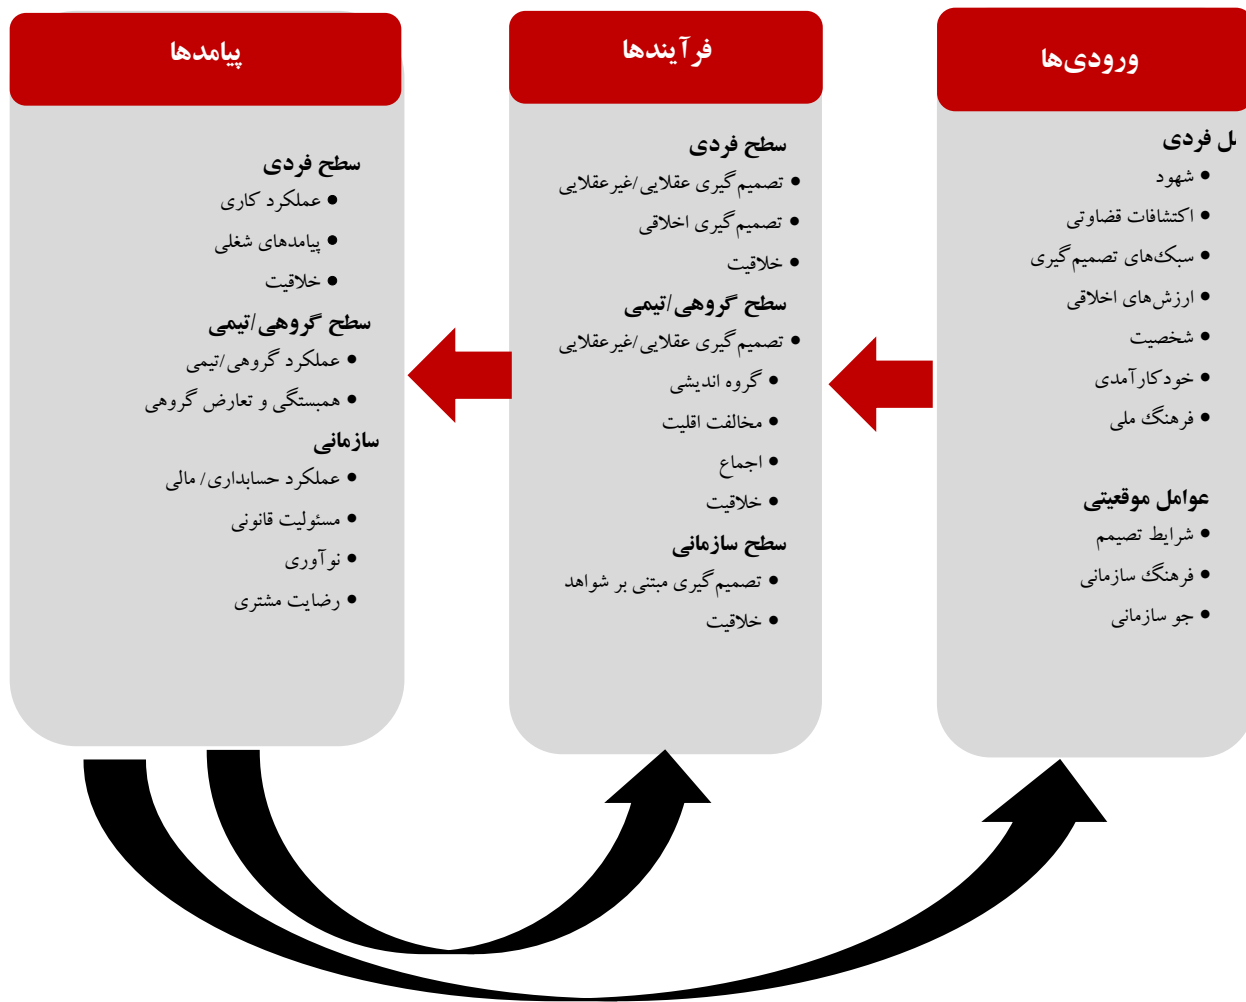 ورودی‌ها
فردی
• شهود
• اکتشافات قضاوتی
• سبک‌های تصمیم‌گیری
• ارزش‌های اخلاقی
• شخصیت
• خودکارآمدی
• فرهنگ ملی
عوامل موقعیتی
• شرایط تصیمم
• فرهنگ سازمانی
• جو سازمانی
فرآیندها
سطح فردی
• تصمیم‌گیری عقلایی/غیرعقلایی
• تصمیم‌گیری اخلاقی
• خلاقیت
سطح گروهی/تیمی
• تصمیم‌گیری عقلایی/غیرعقلایی
• گروه اندیشی
• مخالفت اقلیت
• اجماع
• خلاقیت
سطح سازمانی
• تصمیم‌گیری مبتنی بر شواهد
• خلاقیت
پیامدها
سطح فردی
• عملکرد کاری
• پیامدهای شغلی
• خلاقیت
سطح گروهی/تیمی
• عملکرد گروهی/تیمی
• همبستگی و تعارض گروهی
سازمانی
• عملکرد حسابداری/ مالی
• مسئولیت قانونی
• نوآوری
• رضایت مشتری